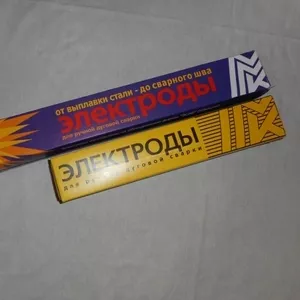 от выплавки стали - до сварного шва
электроды
для ручной дуговой сварки
ЭЛЕКТРОДЫ
для ручной дуговой сварки